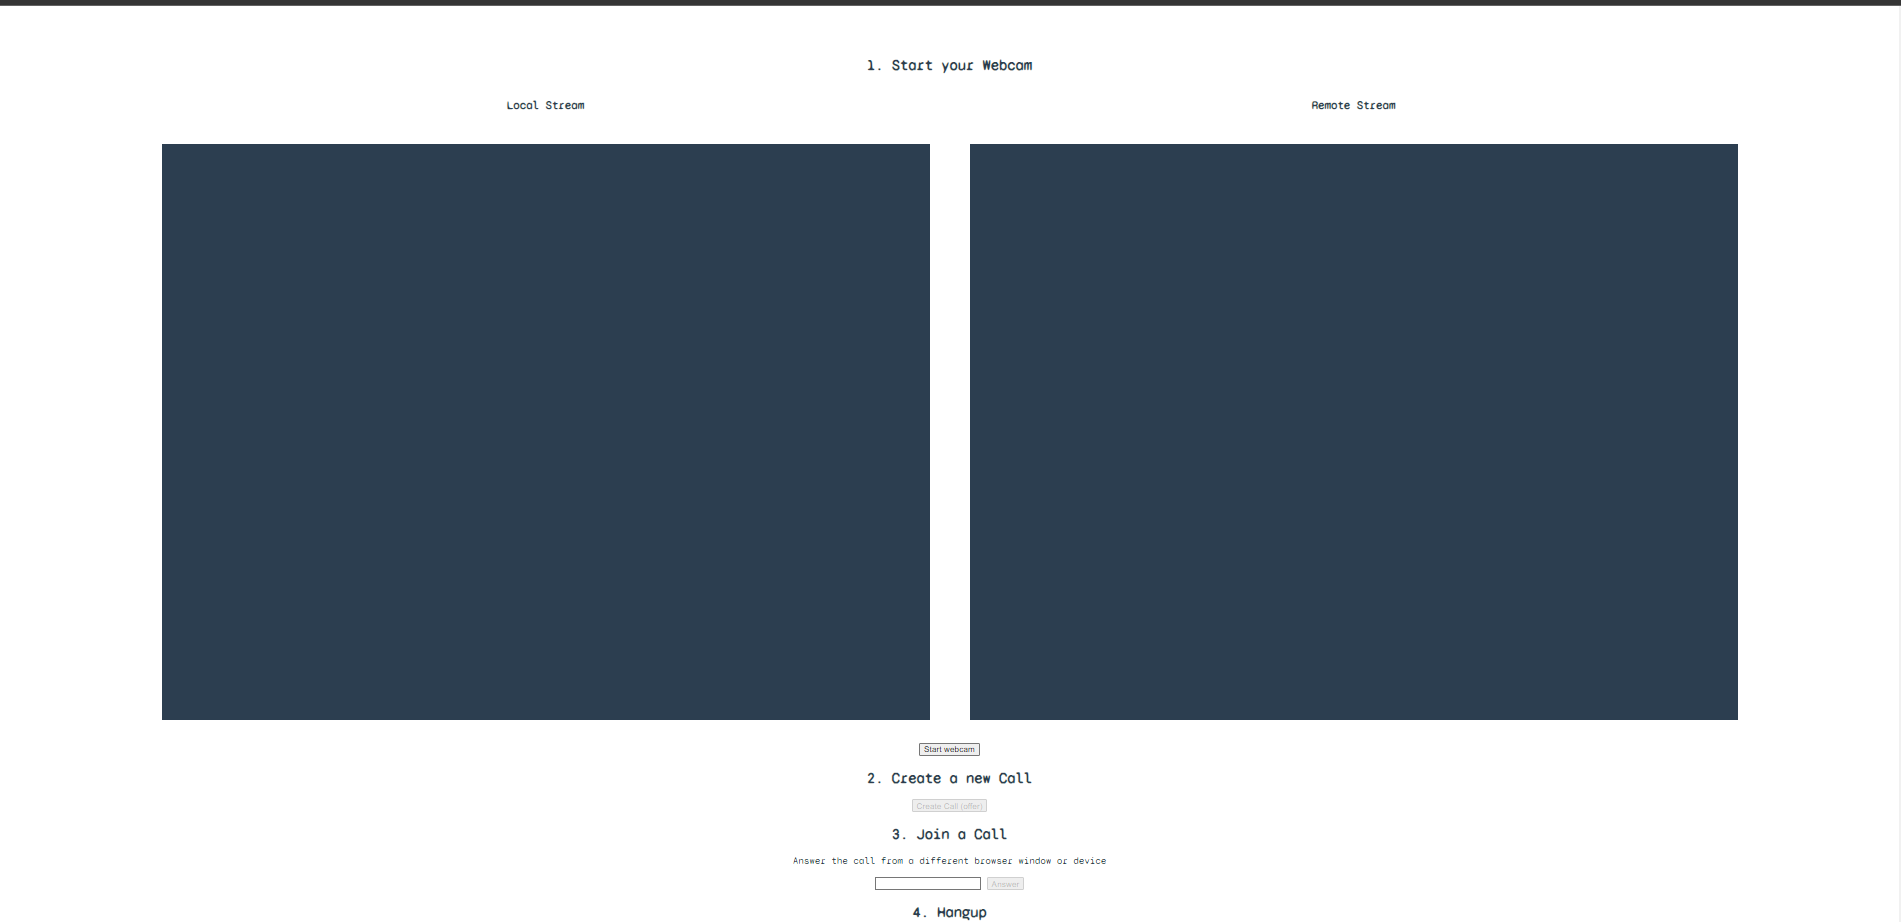 1. Start your Webcam
Local Stream
Remote Stream
Start webcam
2. Create a new Call
Create Call (offer)
3. Join a Call
Answer the call from a different browser window or device
Answer
4. Hangup